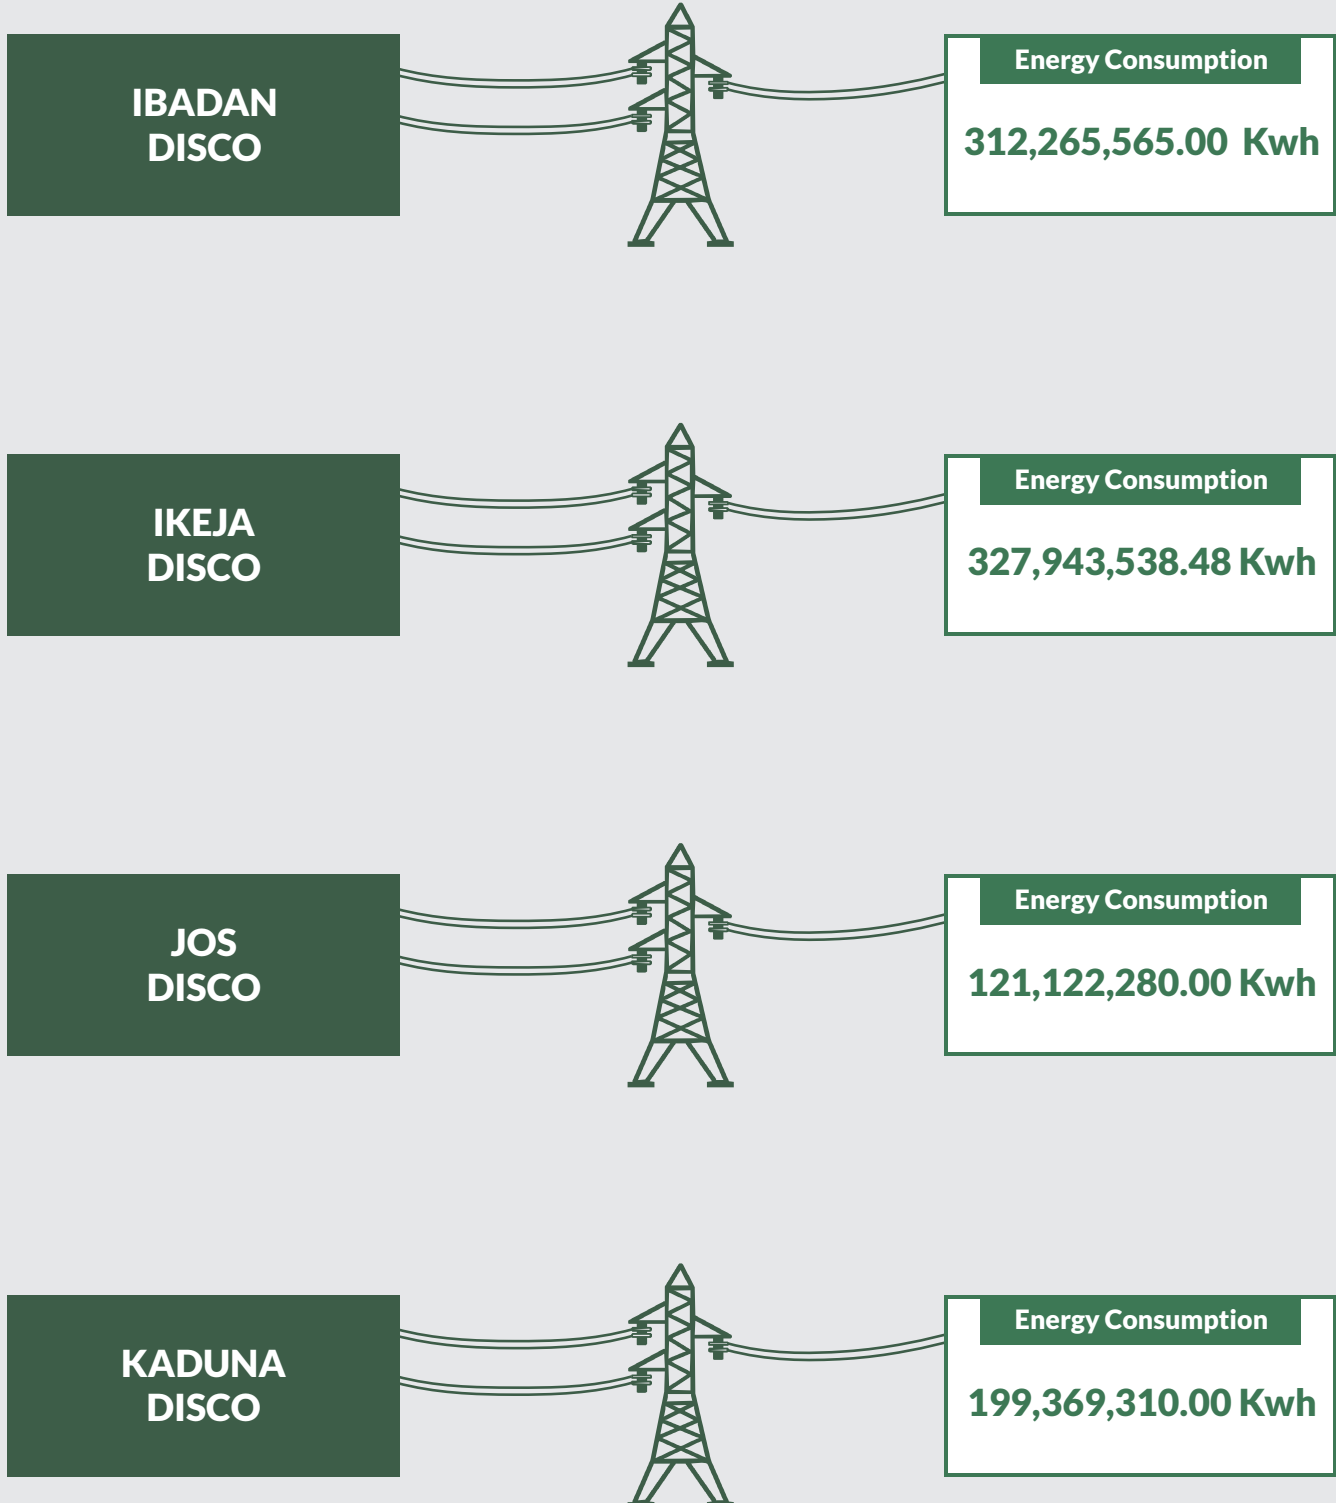 IBADAN
DISCO
Energy Consumption
312,265,565.00 Kwh
IKEJA
DISCO
Energy Consumption
327,943,538.48 Kwh
JOS
DISCO
Energy Consumption
121,122,280.00 Kwh
KADUNA
DISCO
Energy Consumption
199,369,310.00 Kwh